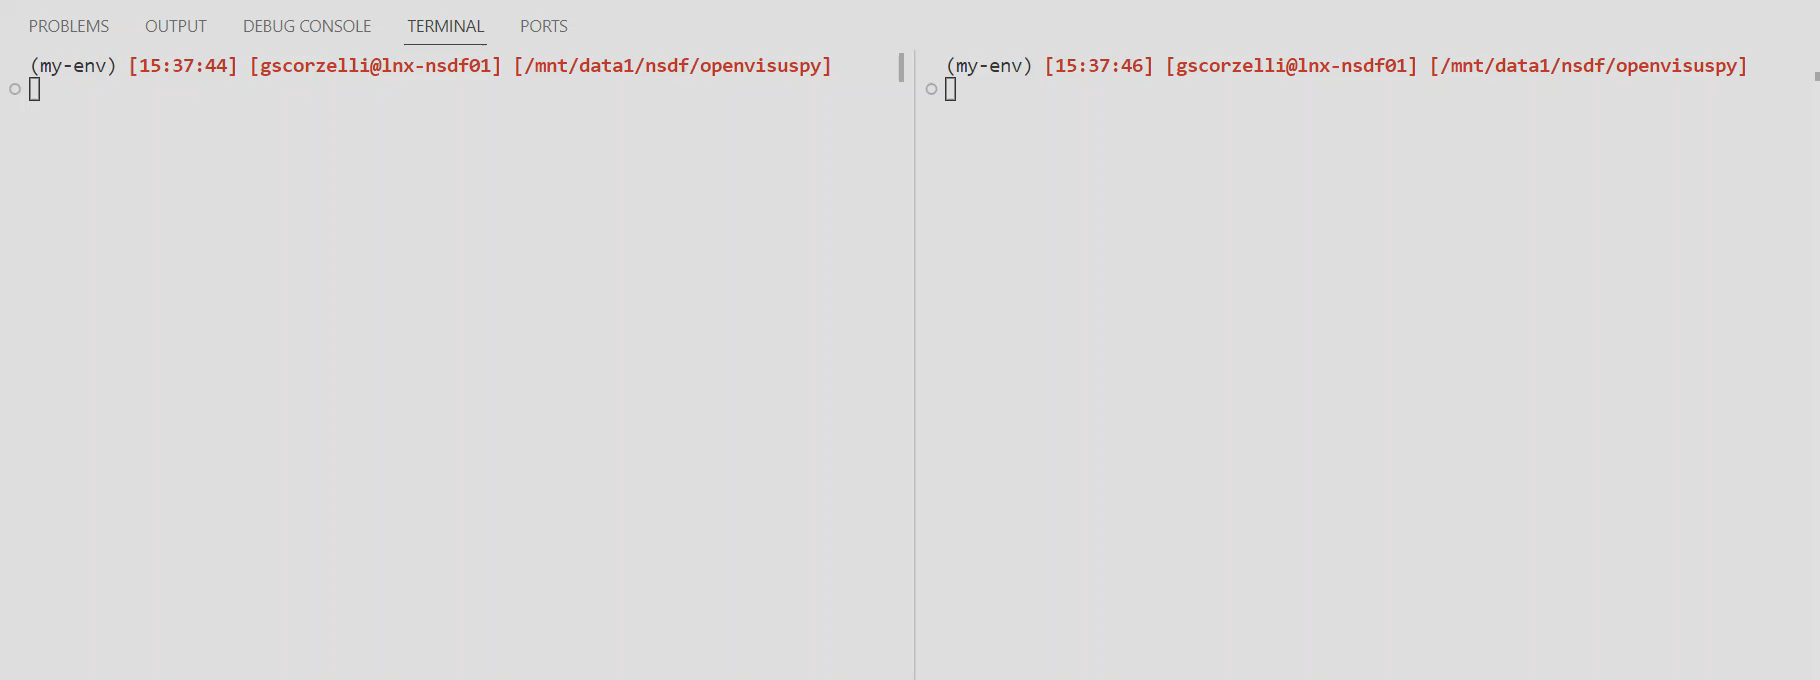 PROBLEMS OUTPUT DEBUG CONSOLE TERMINAL PORTS
(my-env) [15:37:44] [gscorzelli@lnx-nsdf01] [/mnt/data1/nsdf/openvisuspy]
(my-env) [15:37:46] [gscorzelli@lnx-nsdf01] [/mnt/data1/nsdf/openvisuspy]